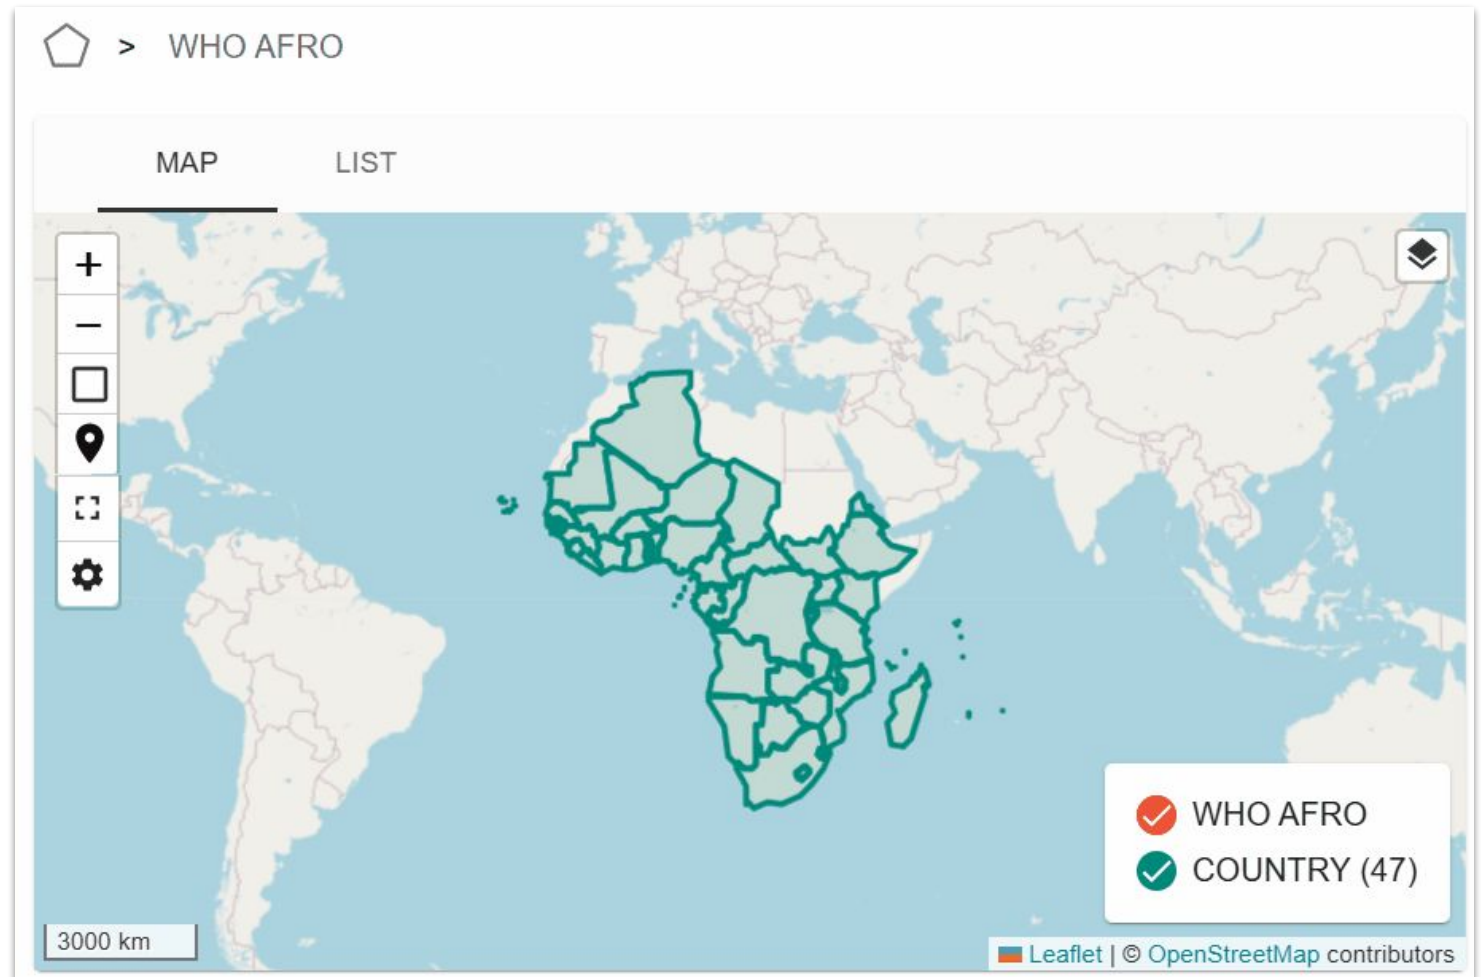 > WHO AFRO
MAP LIST
+
−
WHO AFRO
COUNTRY (47)
3000 km
Leaflet | © OpenStreetMap contributors